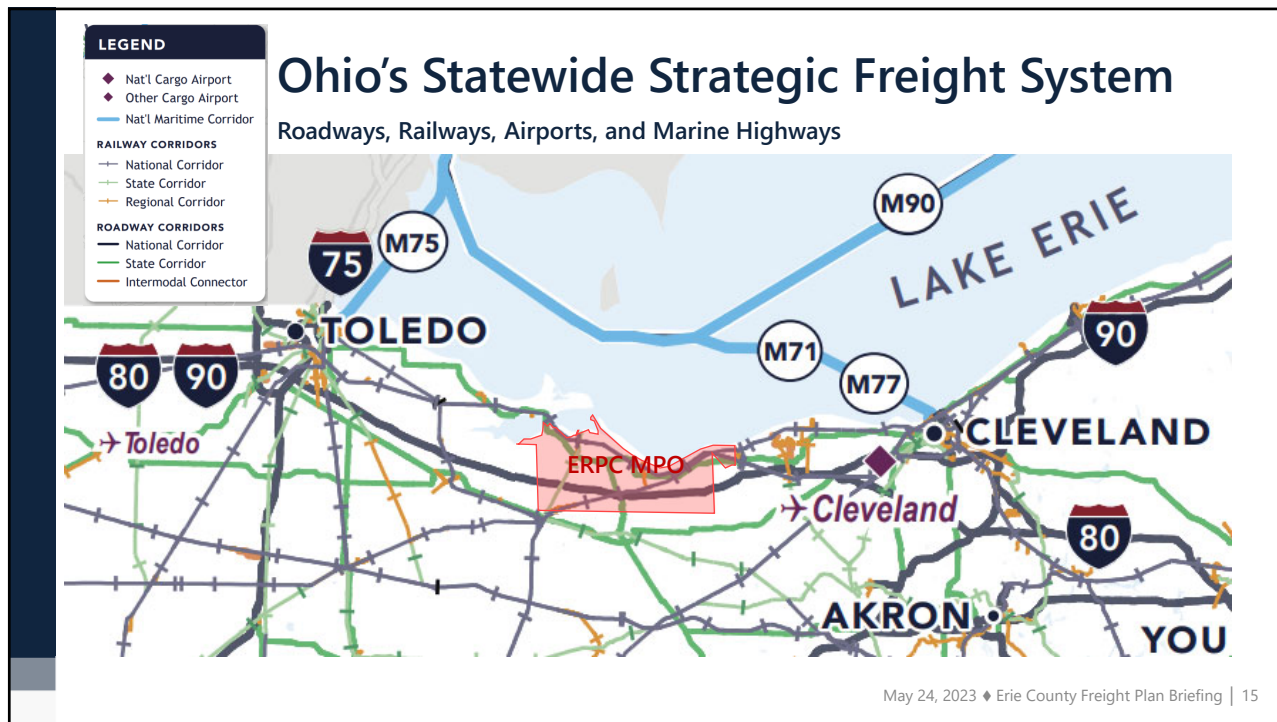 LEGEND
Nat'l Cargo Airport
Other Cargo Airport
Nat'l Maritime Corridor
RAILWAY CORRIDORS
National Corridor
State Corridor
Regional Corridor
ROADWAY CORRIDORS
National Corridor
State Corridor
Intermodal Connector
Ohio's Statewide Strategic Freight System
Roadways, Railways, Airports, and Marine Highways
M90
M75
75
LAKE ERIE
TOLEDO
90
M71
80
90
M77
Toledo
CLEVELAND
ERPC MPO
Cleveland
80
AKRON
YOU
May 24, 2023 ♦ Erie County Freight Plan Briefing | 15